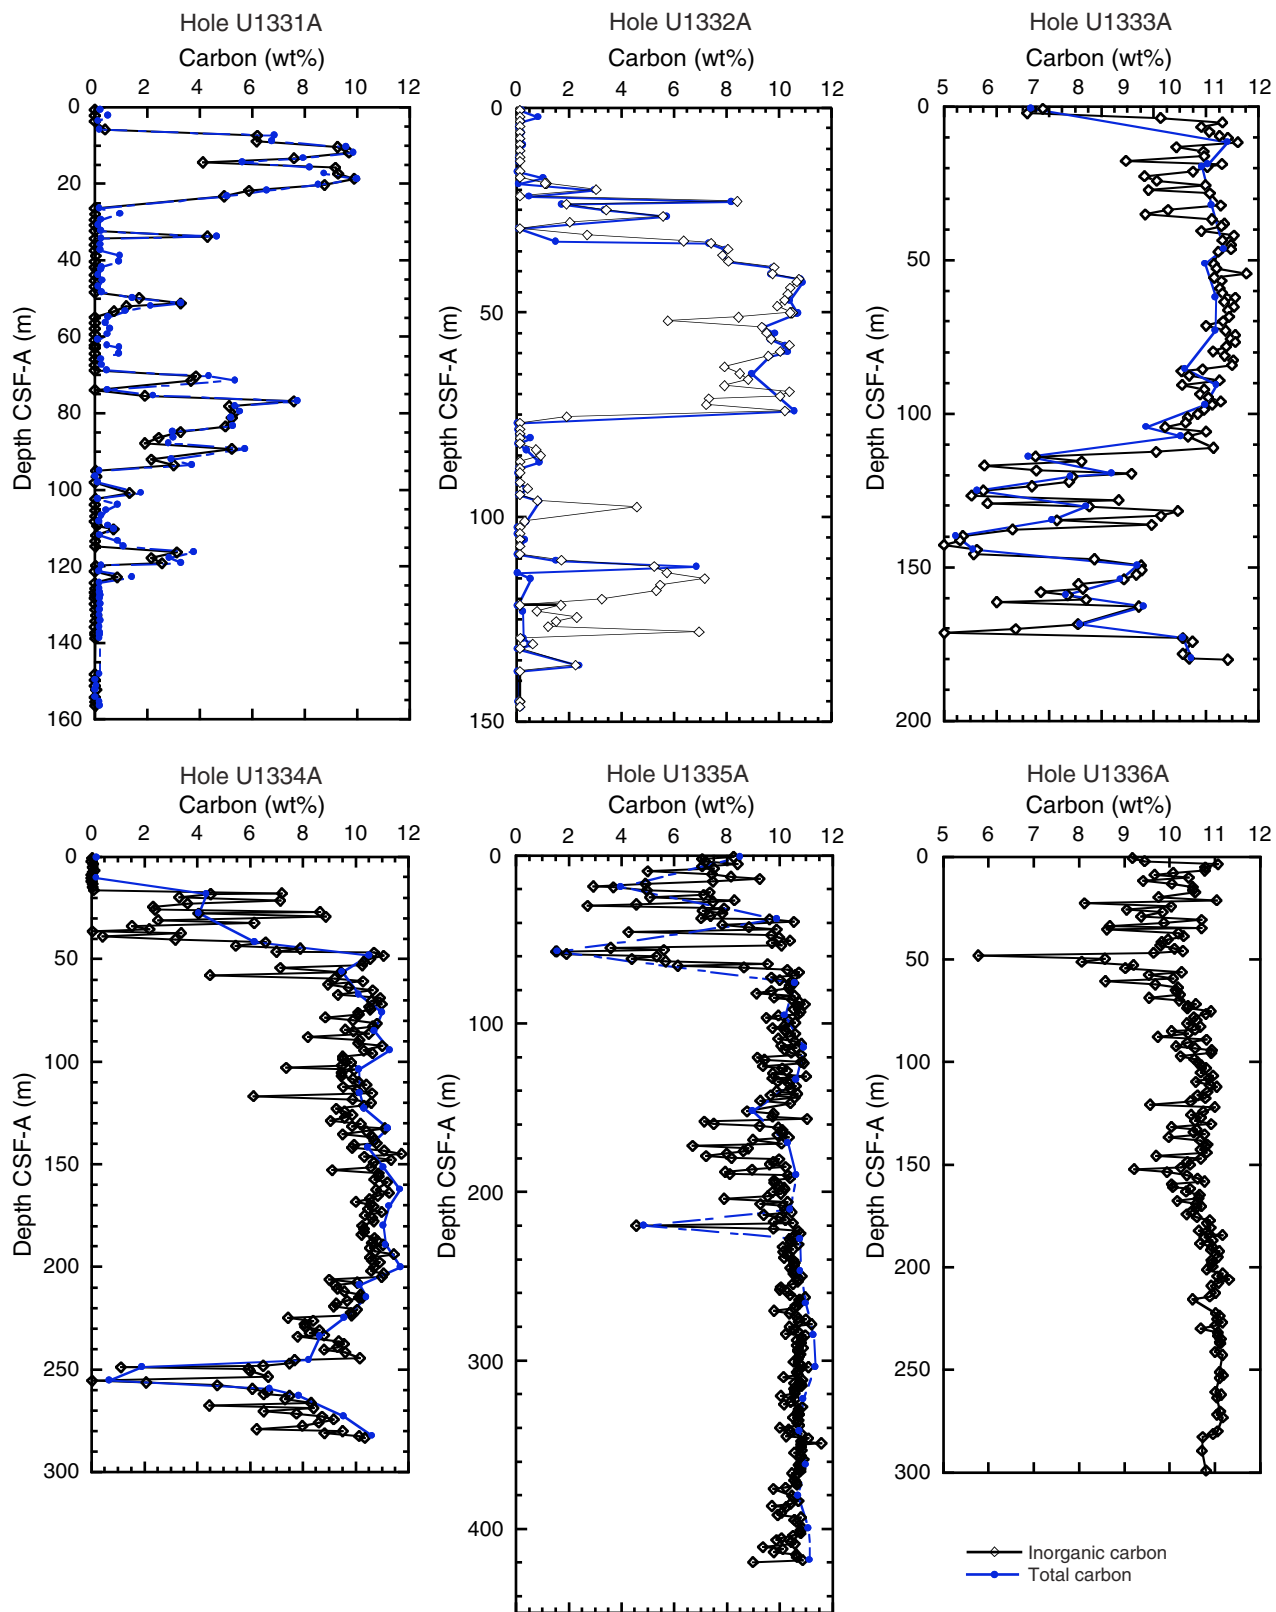 Hole U1331A
Carbon (wt%)
0 2 4 6 8 10 12
0
20
40
60
80
100
120
140
160
Depth CSF-A (m)
Hole U1332A
Carbon (wt%)
0 2 4 6 8 10 12
0
50
100
150
Depth CSF-A (m)
Hole U1333A
Carbon (wt%)
5 6 7 8 9 10 11 12
0
50
100
150
200
Depth CSF-A (m)
Hole U1334A
Carbon (wt%)
0 2 4 6 8 10 12
0
50
100
150
200
250
300
Depth CSF-A (m)
Hole U1335A
Carbon (wt%)
0 2 4 6 8 10 12
0
100
200
300
400
Depth CSF-A (m)
Hole U1336A
Carbon (wt%)
5 6 7 8 9 10 11 12
0
50
100
150
200
250
300
Depth CSF-A (m)
Inorganic carbon
Total carbon